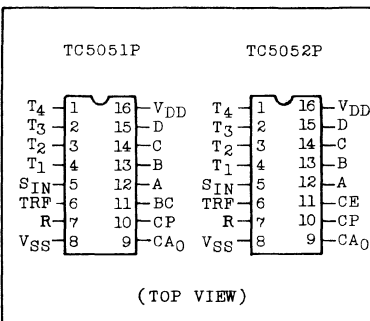 TC5051P TC5052P
T4 1 16 VDD T4 1 16 VDD
T3 2 15 D T3 2 15 D
T2 3 14 C T2 3 14 C
T1 4 13 B T1 4 13 B
SIN 5 12 A SIN 5 12 A
TRF 6 11 BC TRF 6 11 CE
R 7 10 CP R 7 10 CP
VSS 8 9 CAO VSS 8 9 CAO
(TOP VIEW)